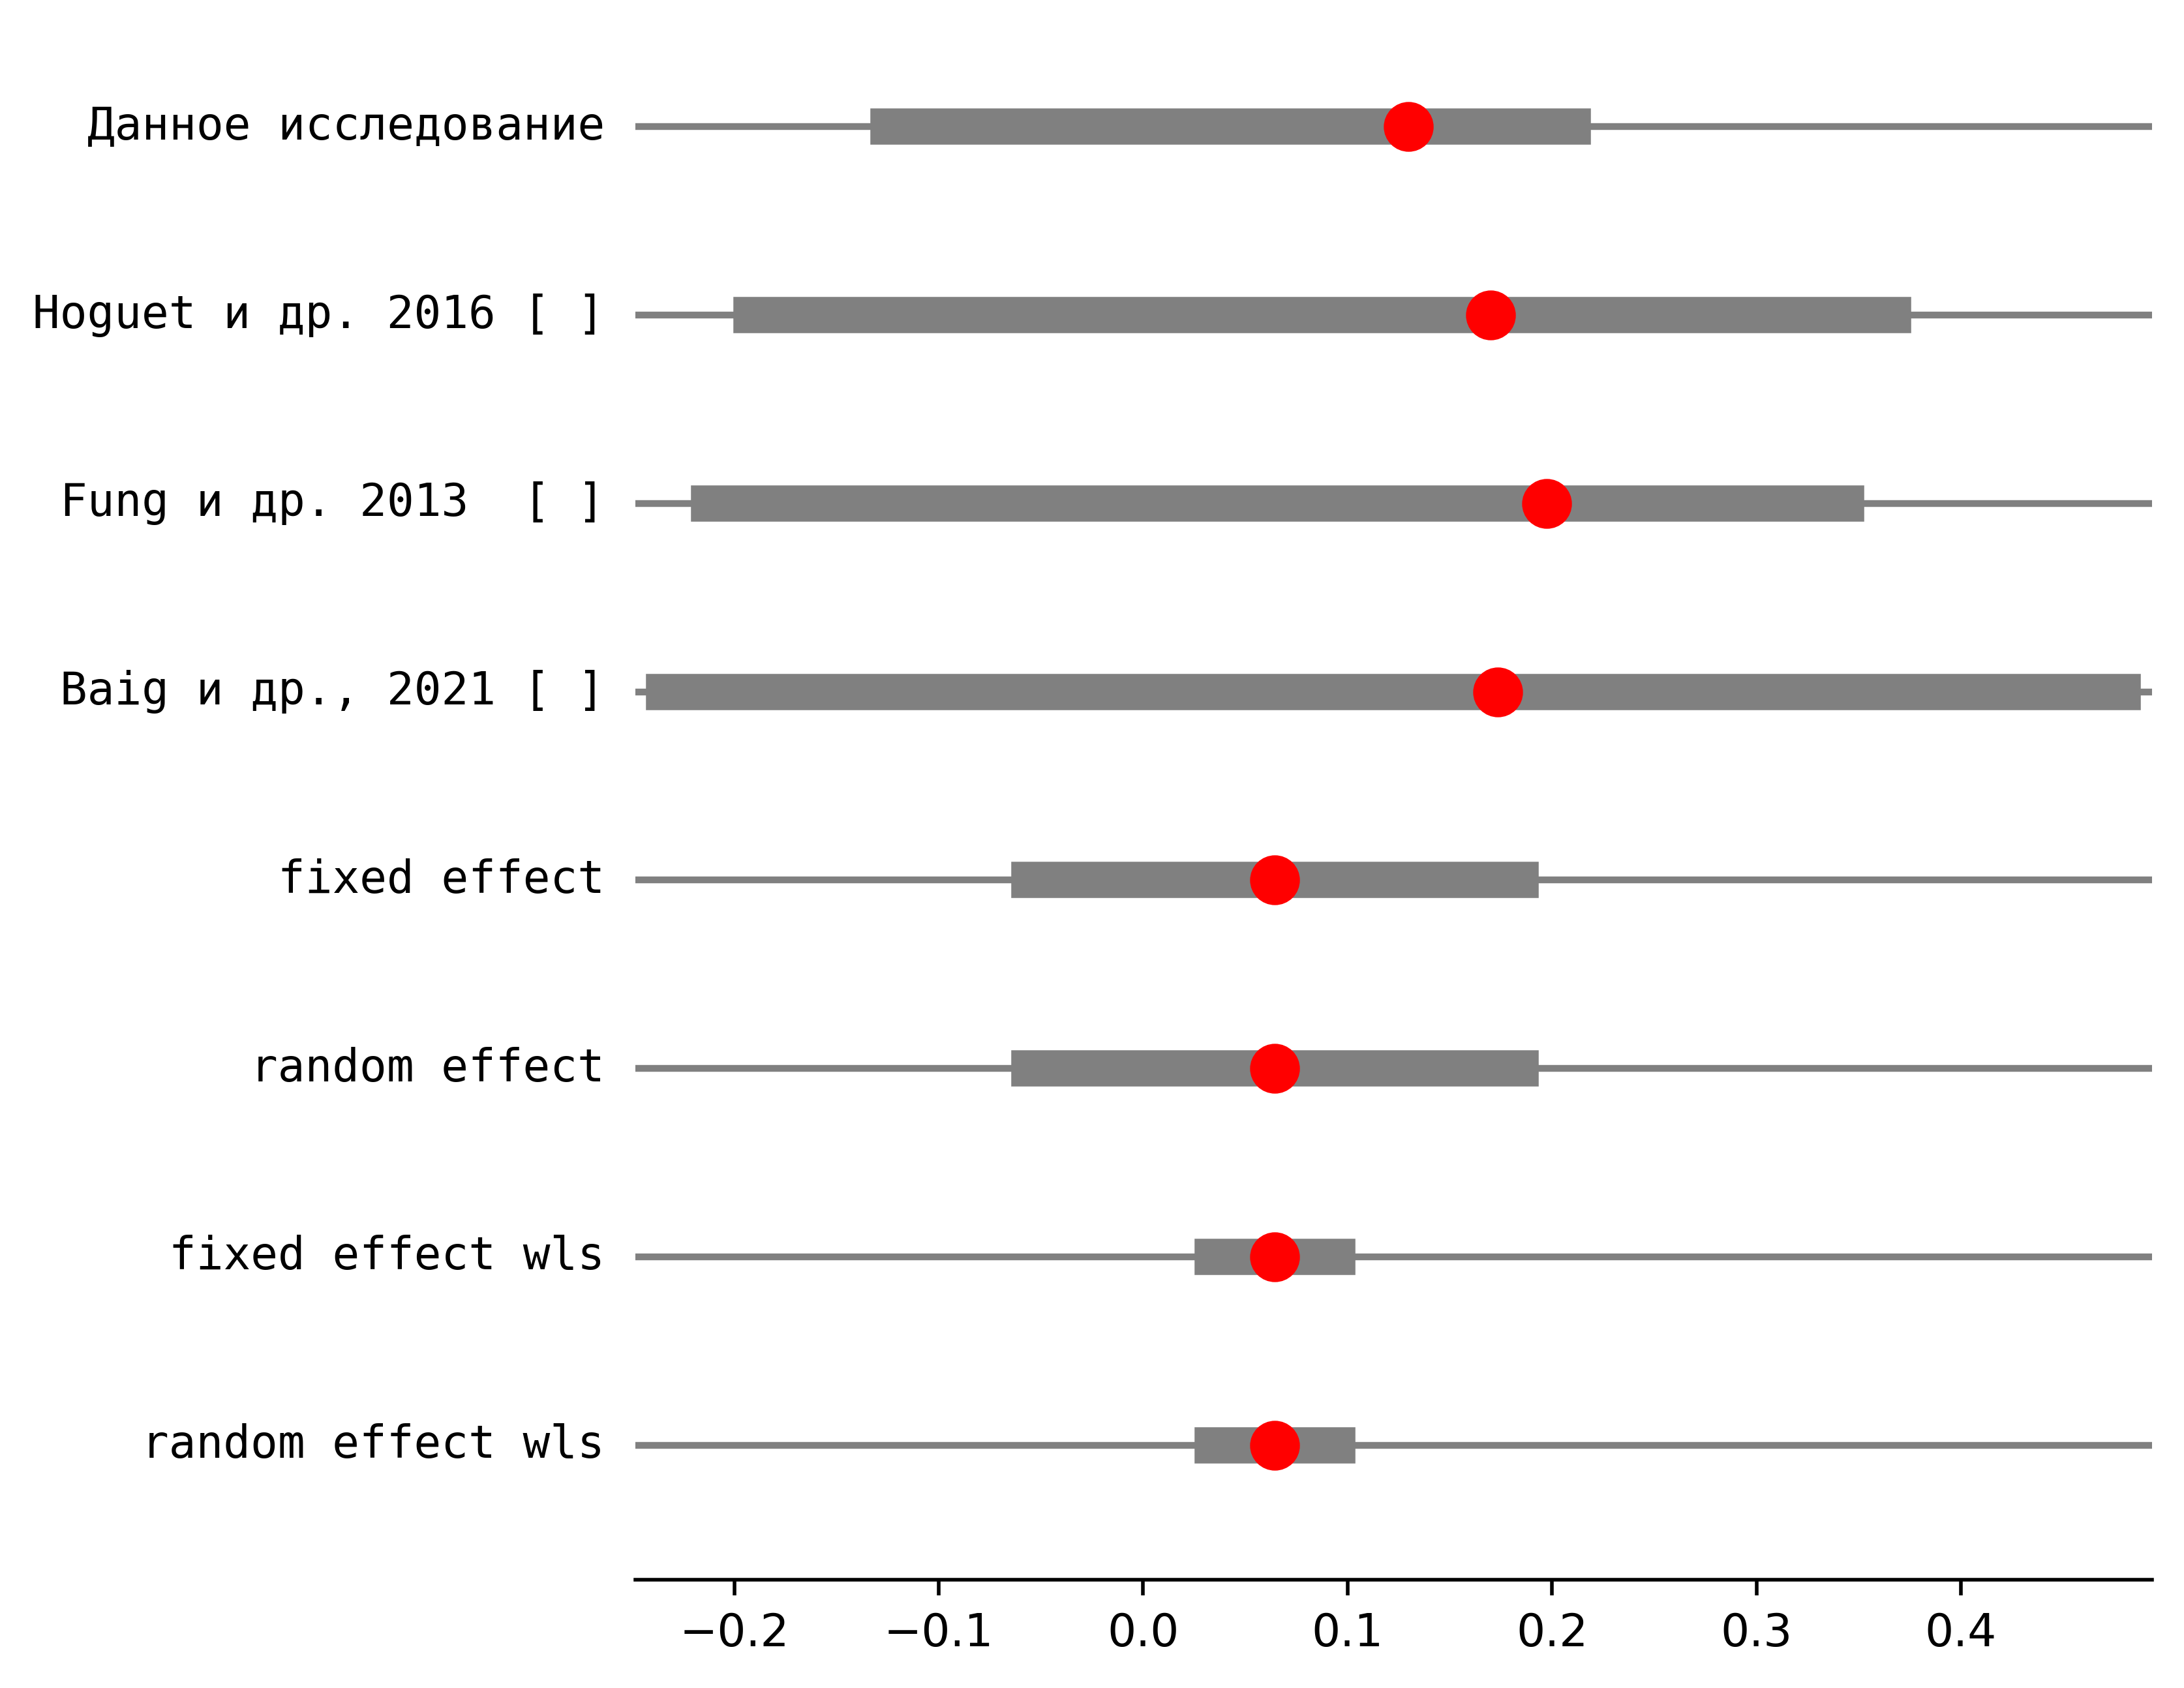 Данное исследование
Hoguet и др. 2016 [ ]
Fung и др. 2013  [ ]
Baig и др., 2021 [ ]
fixed effect
random effect
fixed effect wls
random effect wls
−0.2 −0.1 0.0 0.1 0.2 0.3 0.4